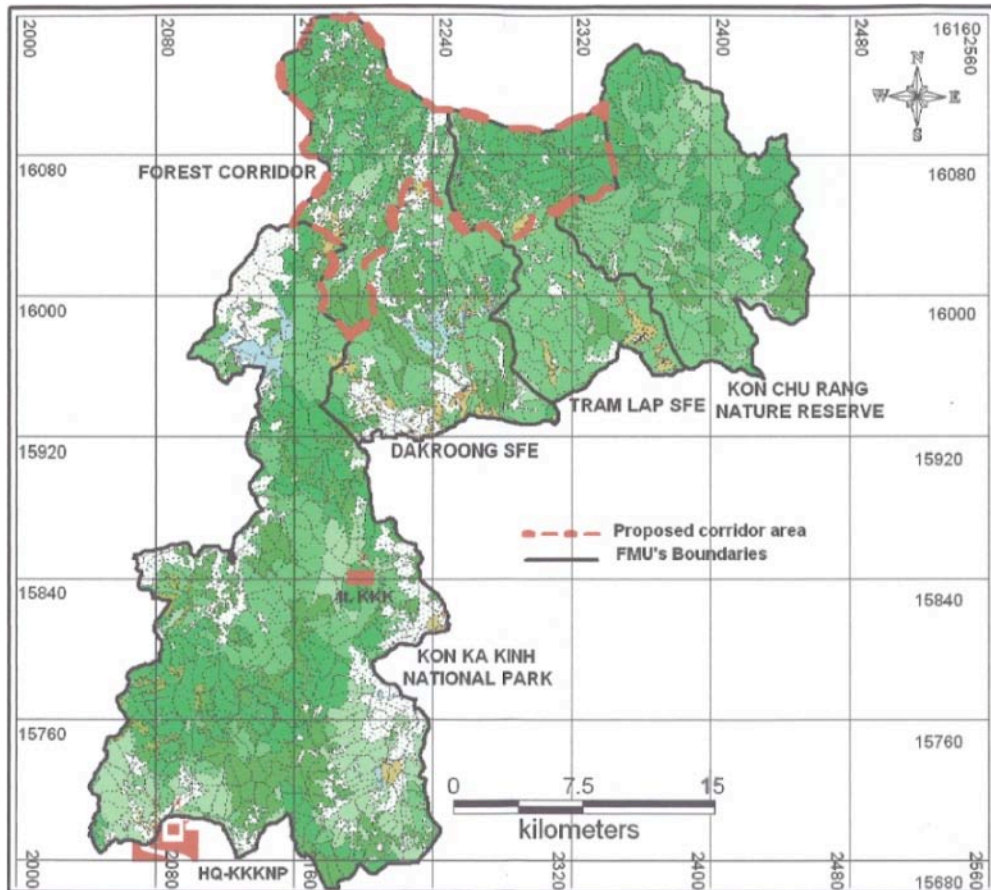 2000
2080
2160
2240
2320
2400
2480
16160
2560
N
W
E
S
16080
16080
FOREST CORRIDOR
16000
16000
KON CHU RANG
NATURE RESERVE
TRAM LAP SFE
DAKROONG SFE
15920
15920
Proposed corridor area
FMU's Boundaries
15840
15840
KKK
KON KA KINH
NATIONAL PARK
15760
15760
0
7.5
15
kilometers
HQ-KKKNP
2000
2080
2320
15680
2560